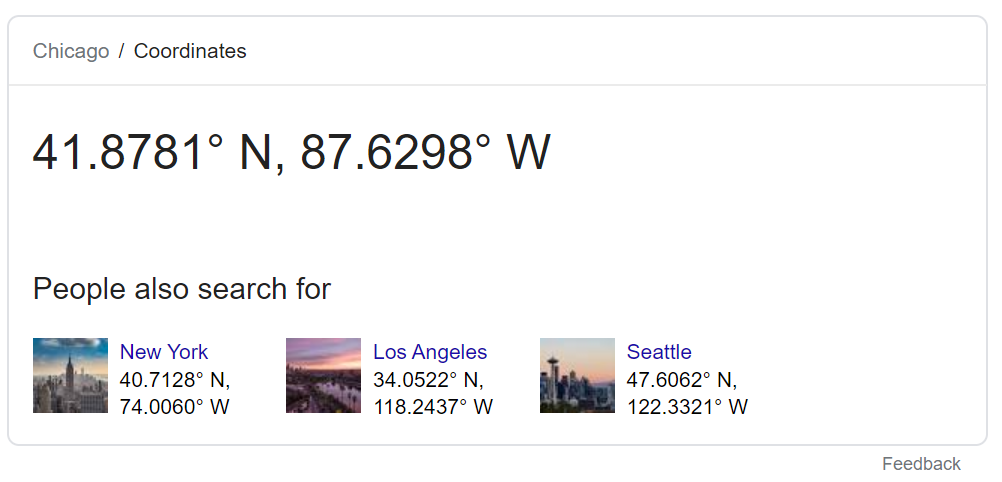 Chicago / Coordinates
41.8781° N, 87.6298° W
People also search for
New York
40.7128° N,
74.0060° W
Los Angeles
34.0522° N,
118.2437° W
Seattle
47.6062° N,
122.3321° W
Feedback